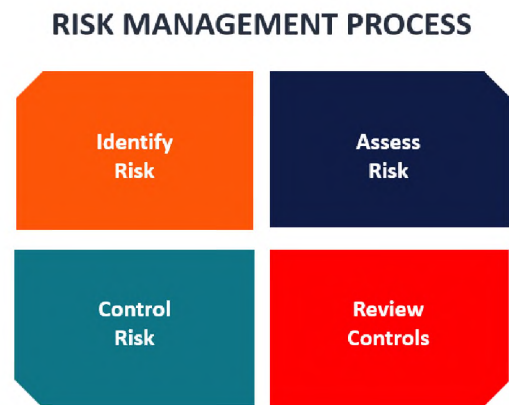 RISK MANAGEMENT PROCESS
Identify
Risk
Assess
Risk
Control
Risk
Review
Controls